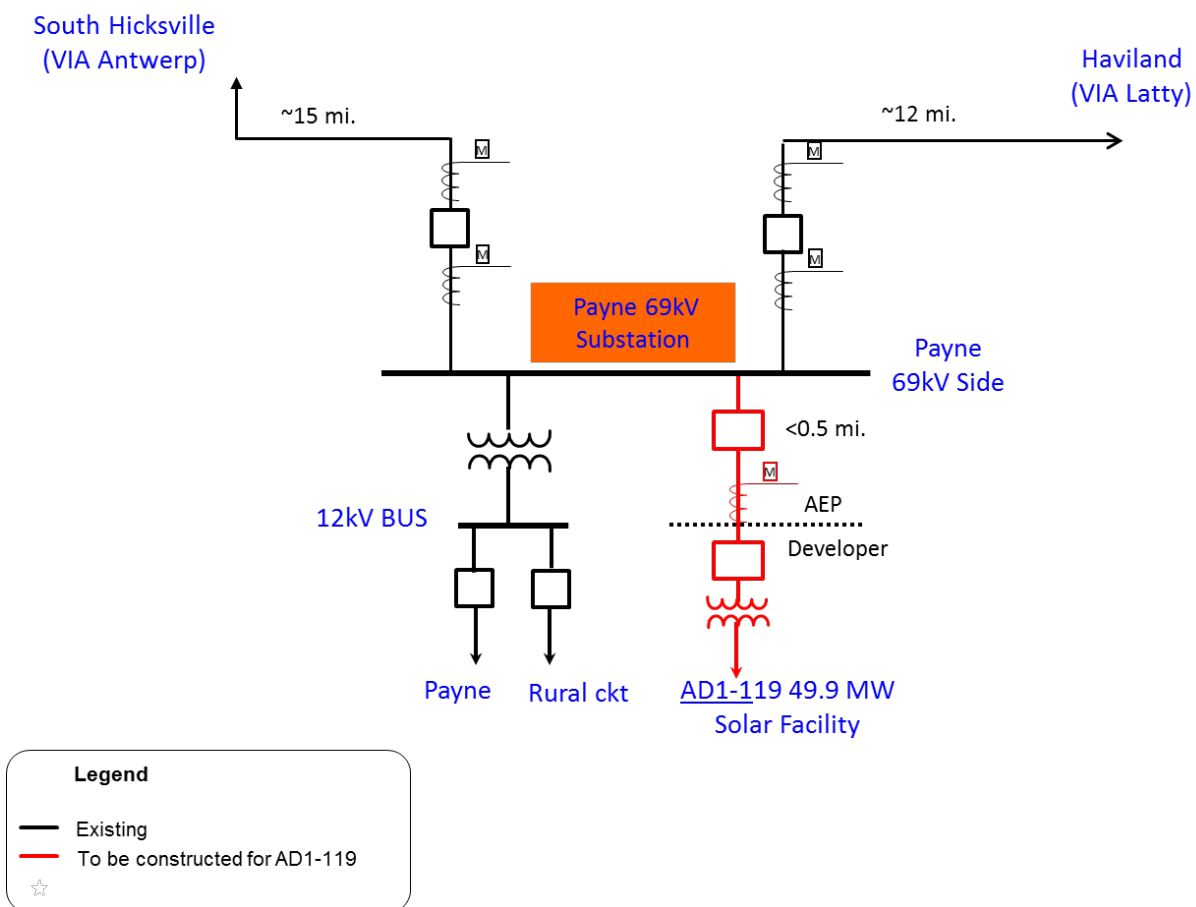 South Hicksville
(VIA Antwerp)
Haviland
(VIA Latty)
~15 mi.
~12 mi.
M
M
M
M
Payne 69kV
Substation
Payne
69kV Side
<0.5 mi.
M
AEP
12kV BUS
Developer
Payne
Rural ckt
AD1-119 49.9 MW
Solar Facility
Legend
Existing
To be constructed for AD1-119